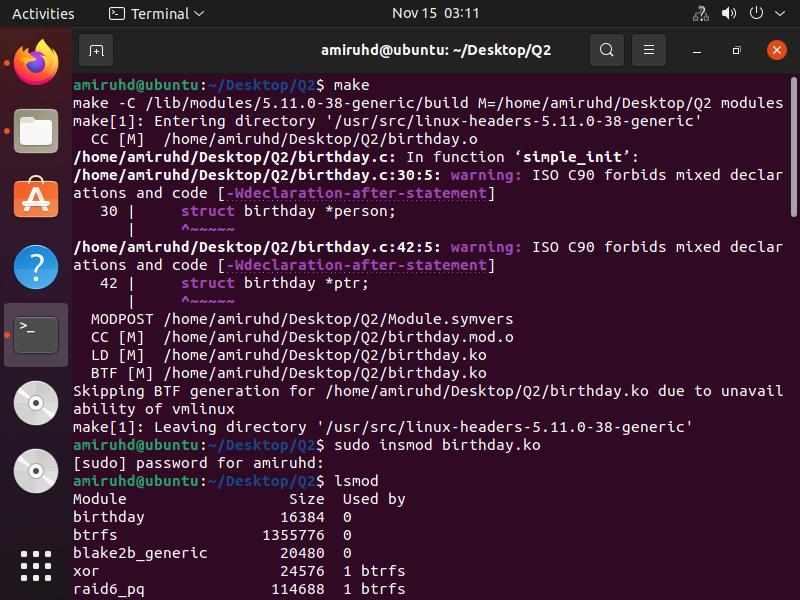 Activities
Terminal
Nov 15 03:11
amiruhd@ubuntu: ~/Desktop/Q2
amiruhd@ubuntu:~/Desktop/Q2$ make
make -C /lib/modules/5.11.0-38-generic/build M=/home/amiruhd/Desktop/Q2 modules
make[1]: Entering directory '/usr/src/linux-headers-5.11.0-38-generic'
  CC [M]  /home/amiruhd/Desktop/Q2/birthday.o
/home/amiruhd/Desktop/Q2/birthday.c: In function ‘simple_init’:
/home/amiruhd/Desktop/Q2/birthday.c:30:5: warning: ISO C90 forbids mixed declar
ations and code [-Wdeclaration-after-statement]
   30 |     struct birthday *person;
      |     ^~~~~~
/home/amiruhd/Desktop/Q2/birthday.c:42:5: warning: ISO C90 forbids mixed declar
ations and code [-Wdeclaration-after-statement]
   42 |     struct birthday *ptr;
      |     ^~~~~~
  MODPOST /home/amiruhd/Desktop/Q2/Module.symvers
  CC [M]  /home/amiruhd/Desktop/Q2/birthday.mod.o
  LD [M]  /home/amiruhd/Desktop/Q2/birthday.ko
  BTF [M] /home/amiruhd/Desktop/Q2/birthday.ko
Skipping BTF generation for /home/amiruhd/Desktop/Q2/birthday.ko due to unavail
ability of vmlinux
make[1]: Leaving directory '/usr/src/linux-headers-5.11.0-38-generic'
amiruhd@ubuntu:~/Desktop/Q2$ sudo insmod birthday.ko
[sudo] password for amiruhd:
amiruhd@ubuntu:~/Desktop/Q2$ lsmod
Module                  Size  Used by
birthday               16384  0
btrfs                1355776  0
blake2b_generic        20480  0
xor                    24576  1 btrfs
raid6_pq              114688  1 btrfs